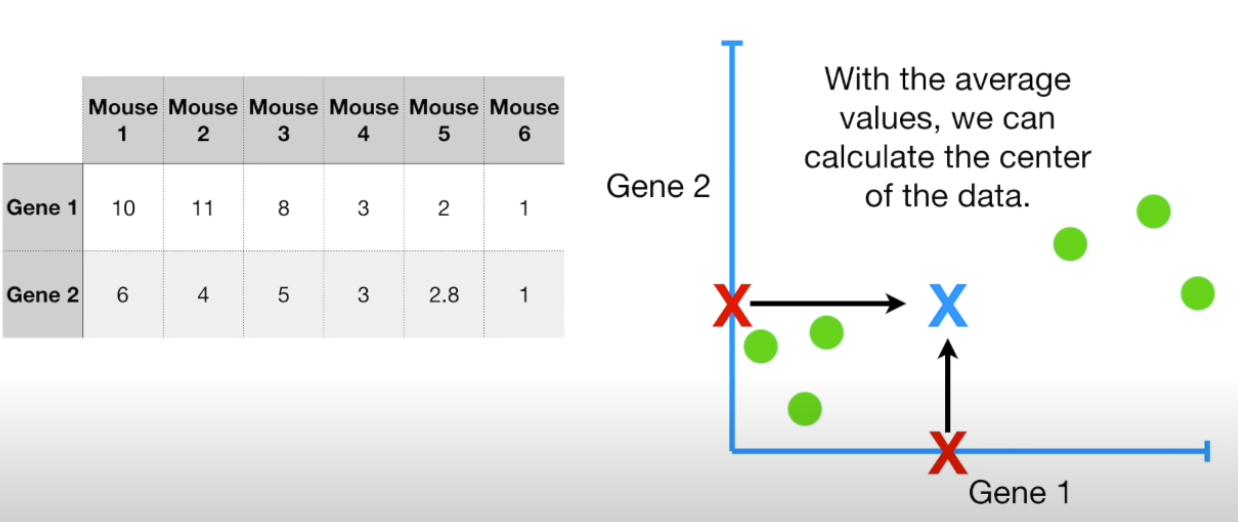 Mouse 1 Mouse 2 Mouse 3 Mouse 4 Mouse 5 Mouse 6
Gene 1 10 11 8 3 2 1
Gene 2 6 4 5 3 2.8 1
With the average
values, we can
calculate the center
of the data.
Gene 2
X X
X
Gene 1